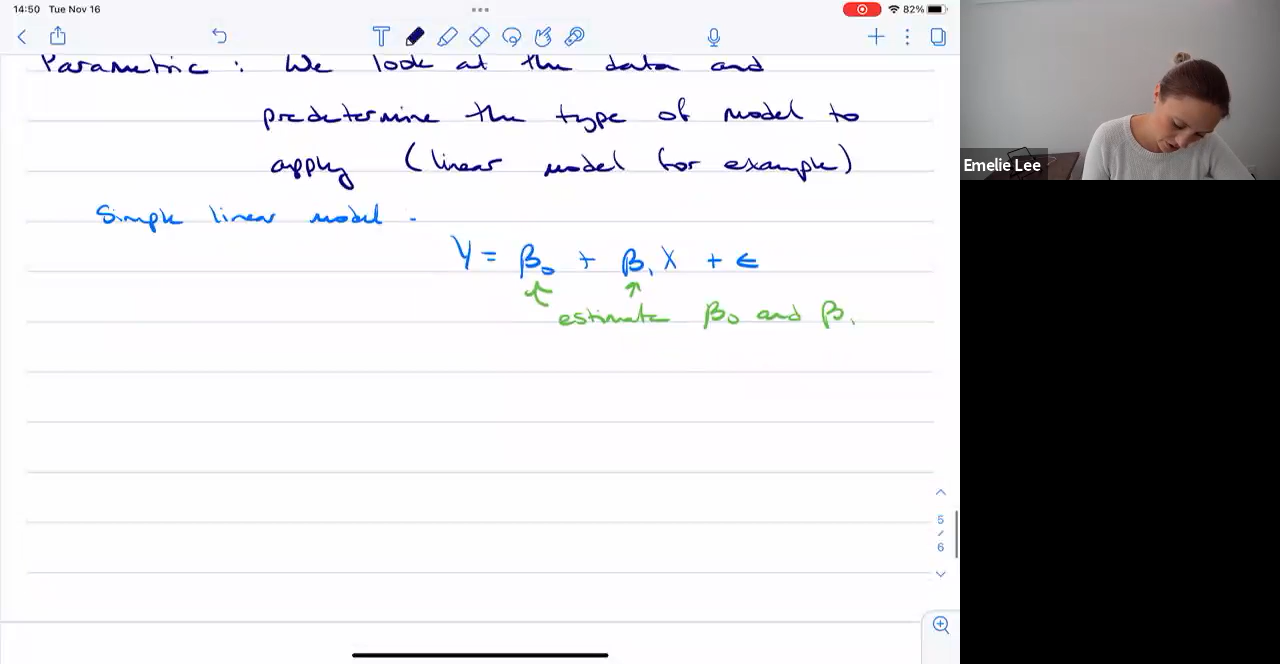 14:50 Tue Nov 16
82%
Parametric : We look at the data and
predetermine the type of model to
apply (linear model for example)
Simple linear model -
Y = β₀ + β₁X + ε
estimate β₀ and β₁
Emelie Lee
5
/
6